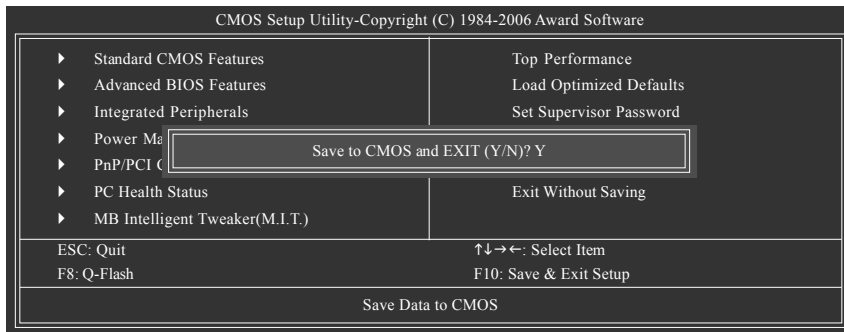 CMOS Setup Utility-Copyright (C) 1984-2006 Award Software
Standard CMOS Features
Advanced BIOS Features
Integrated Peripherals
Power Ma
PnP/PCI
PC Health Status
MB Intelligent Tweaker(M.I.T.)
Top Performance
Load Optimized Defaults
Set Supervisor Password
Exit Without Saving
Save to CMOS and EXIT (Y/N)? Y
ESC: Quit ↑↓→←: Select Item
F8: Q-Flash F10: Save & Exit Setup
Save Data to CMOS